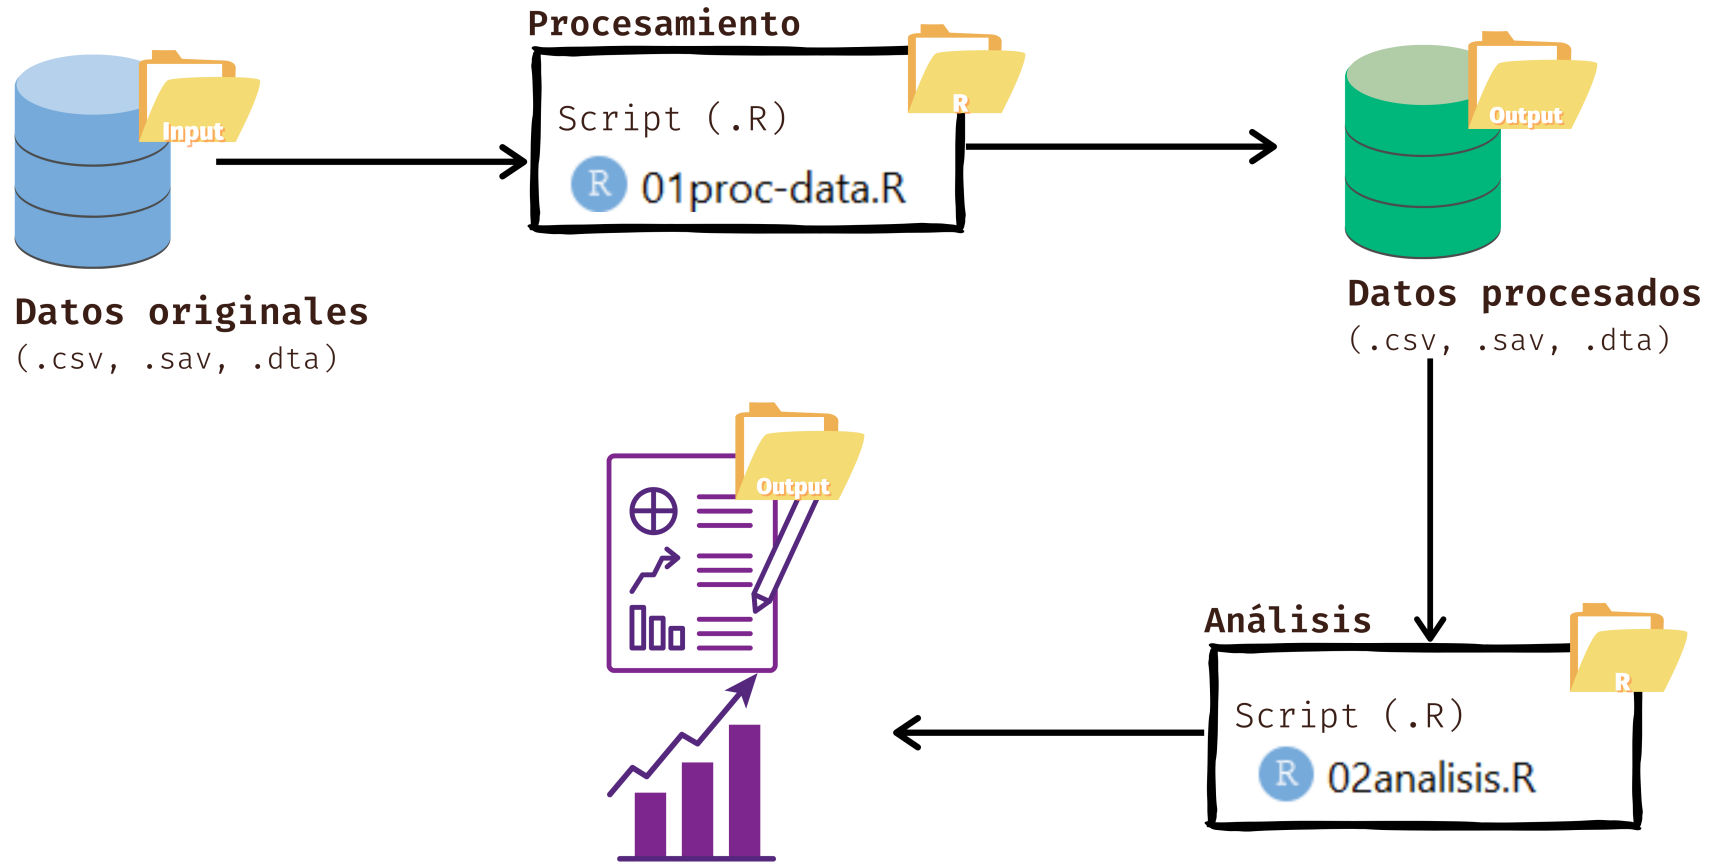 Procesamiento
Input
R
Script (.R)
R 01proc-data.R
Output
Datos originales
(.csv, .sav, .dta)
Datos procesados
(.csv, .sav, .dta)
Output
Análisis
R
Script (.R)
R 02analisis.R